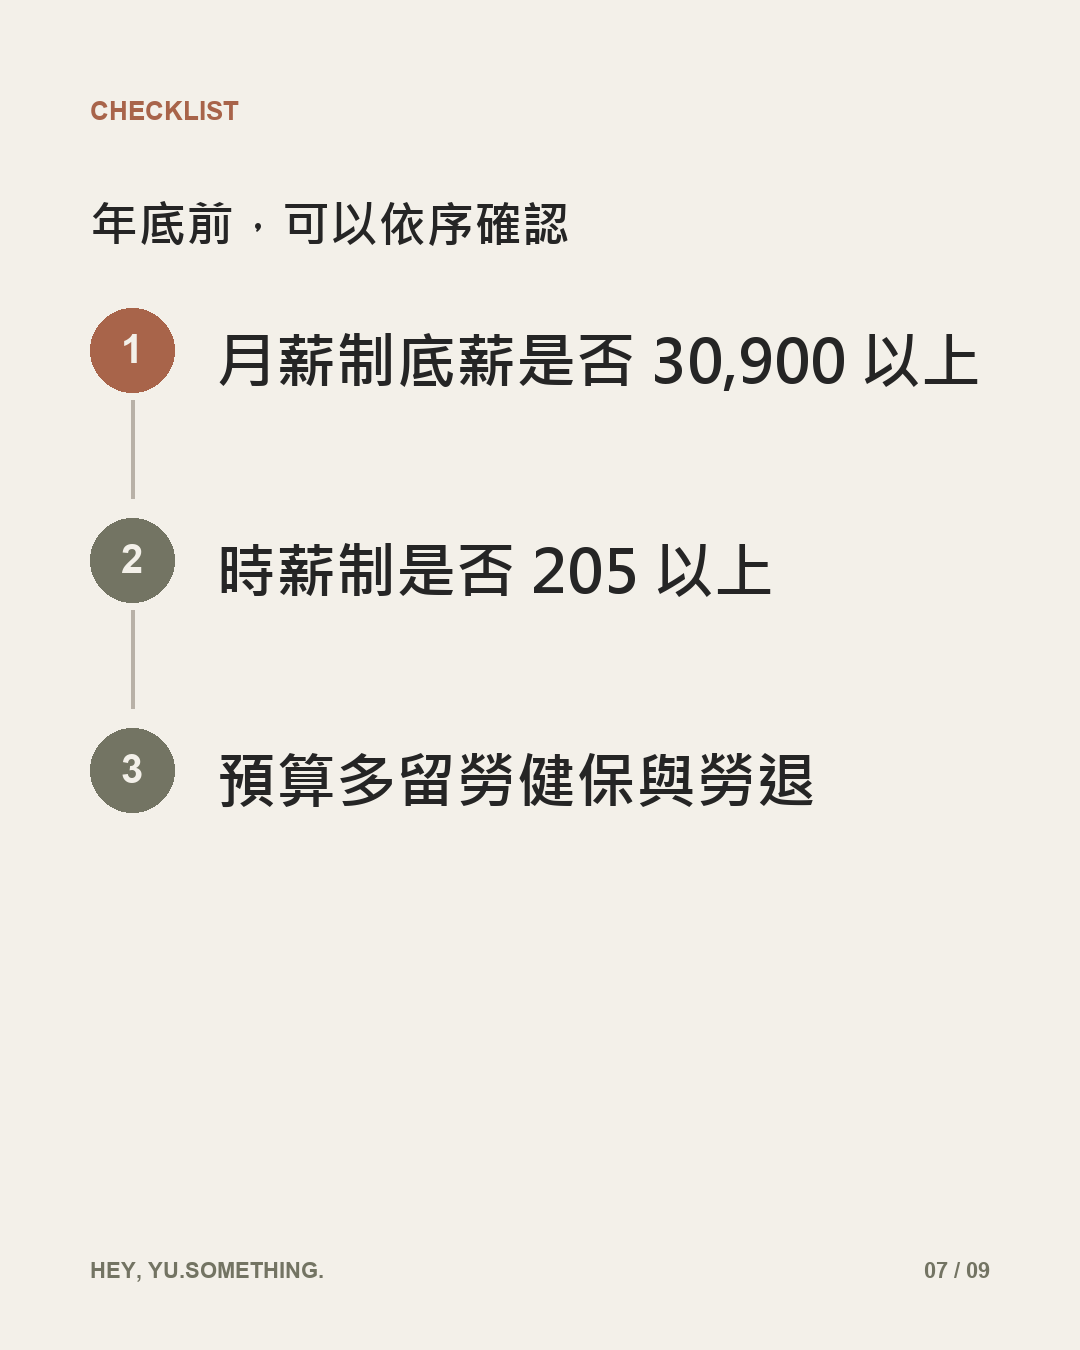 CHECKLIST
年底前，可以依序確認
1
月薪制底薪是否 30,900 以上
2
時薪制是否 205 以上
3
預算多留勞健保與勞退
HEY, YU.SOMETHING.
07 / 09